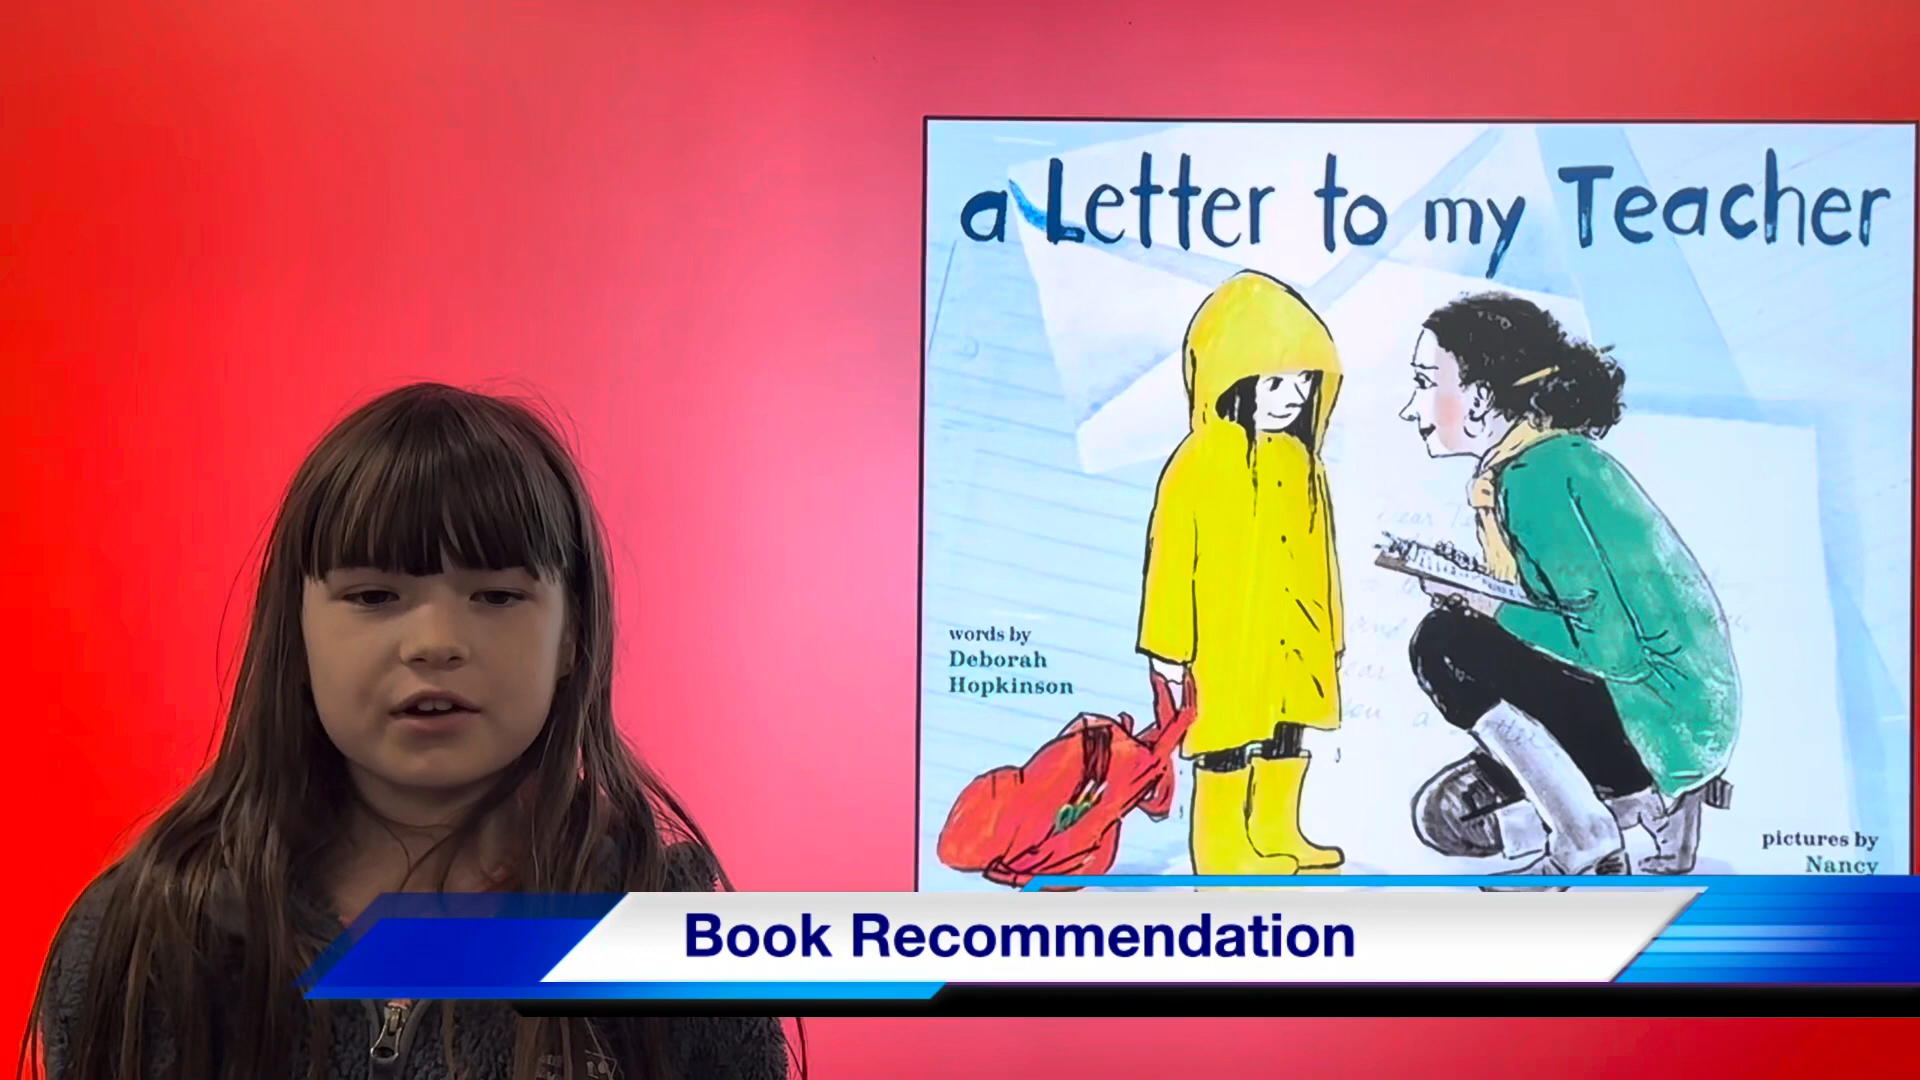 a Letter to my Teacher
words by
Deborah
Hopkinson
pictures by
Nancy
Book Recommendation